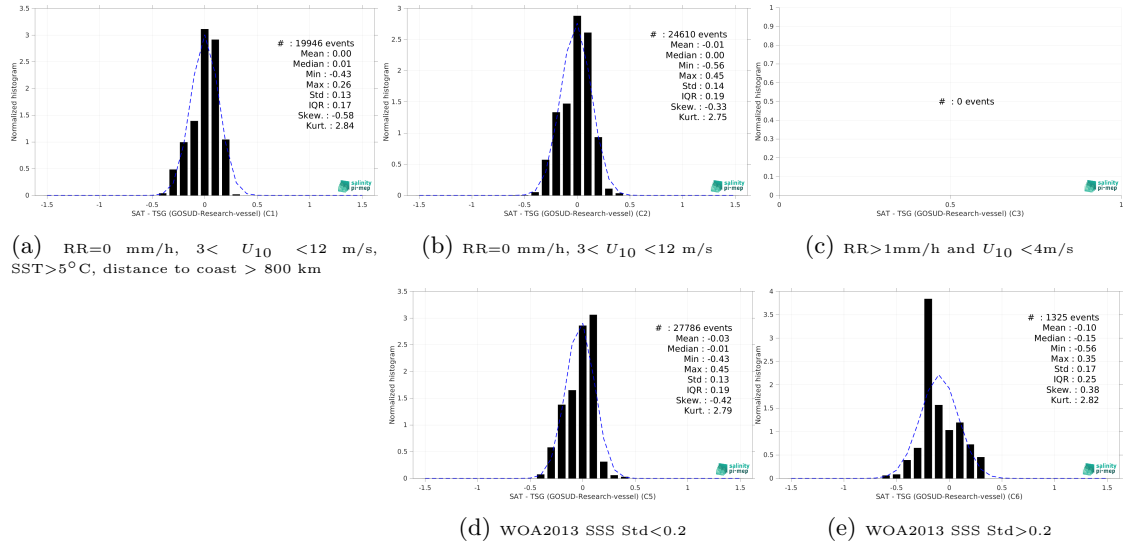 3.5
3
2.5
2
1.5
1
0.5
0
Normalized histogram
# : 19946 events
Mean : 0.00
Median : 0.01
Min : -0.43
Max : 0.26
Std : 0.13
IQR : 0.17
Skew. : -0.58
Kurt. : 2.84
salinity
pi-mep
-1.5 -1 -0.5 0 0.5 1 1.5
SAT - TSG (GOSUD-Research-vessel) (C1)
(a) RR=0 mm/h, 3< U10 <12 m/s,
SST>5°C, distance to coast > 800 km
3.5
3
2.5
2
1.5
1
0.5
0
Normalized histogram
# : 24610 events
Mean : -0.01
Median : 0.00
Min : -0.56
Max : 0.45
Std : 0.14
IQR : 0.19
Skew. : -0.33
Kurt. : 2.75
salinity
pi-mep
-1.5 -1 -0.5 0 0.5 1 1.5
SAT - TSG (GOSUD-Research-vessel) (C2)
(b) RR=0 mm/h, 3< U10 <12 m/s
1
0.9
0.8
0.7
0.6
0.5
0.4
0.3
0.2
0.1
0
Normalized histogram
# : 0 events
salinity
pi-mep
0 0.5 1
SAT - TSG (GOSUD-Research-vessel) (C3)
(c) RR>1mm/h and U10 <4m/s
3.5
3
2.5
2
1.5
1
0.5
0
Normalized histogram
# : 27786 events
Mean : -0.03
Median : -0.01
Min : -0.43
Max : 0.45
Std : 0.13
IQR : 0.19
Skew. : -0.42
Kurt. : 2.79
salinity
pi-mep
-1.5 -1 -0.5 0 0.5 1 1.5
SAT - TSG (GOSUD-Research-vessel) (C5)
(d) WOA2013 SSS Std<0.2
4
3.5
3
2.5
2
1.5
1
0.5
0
Normalized histogram
# : 1325 events
Mean : -0.10
Median : -0.15
Min : -0.56
Max : 0.35
Std : 0.17
IQR : 0.25
Skew. : 0.38
Kurt. : 2.82
salinity
pi-mep
-1.5 -1 -0.5 0 0.5 1 1.5
SAT - TSG (GOSUD-Research-vessel) (C6)
(e) WOA2013 SSS Std>0.2